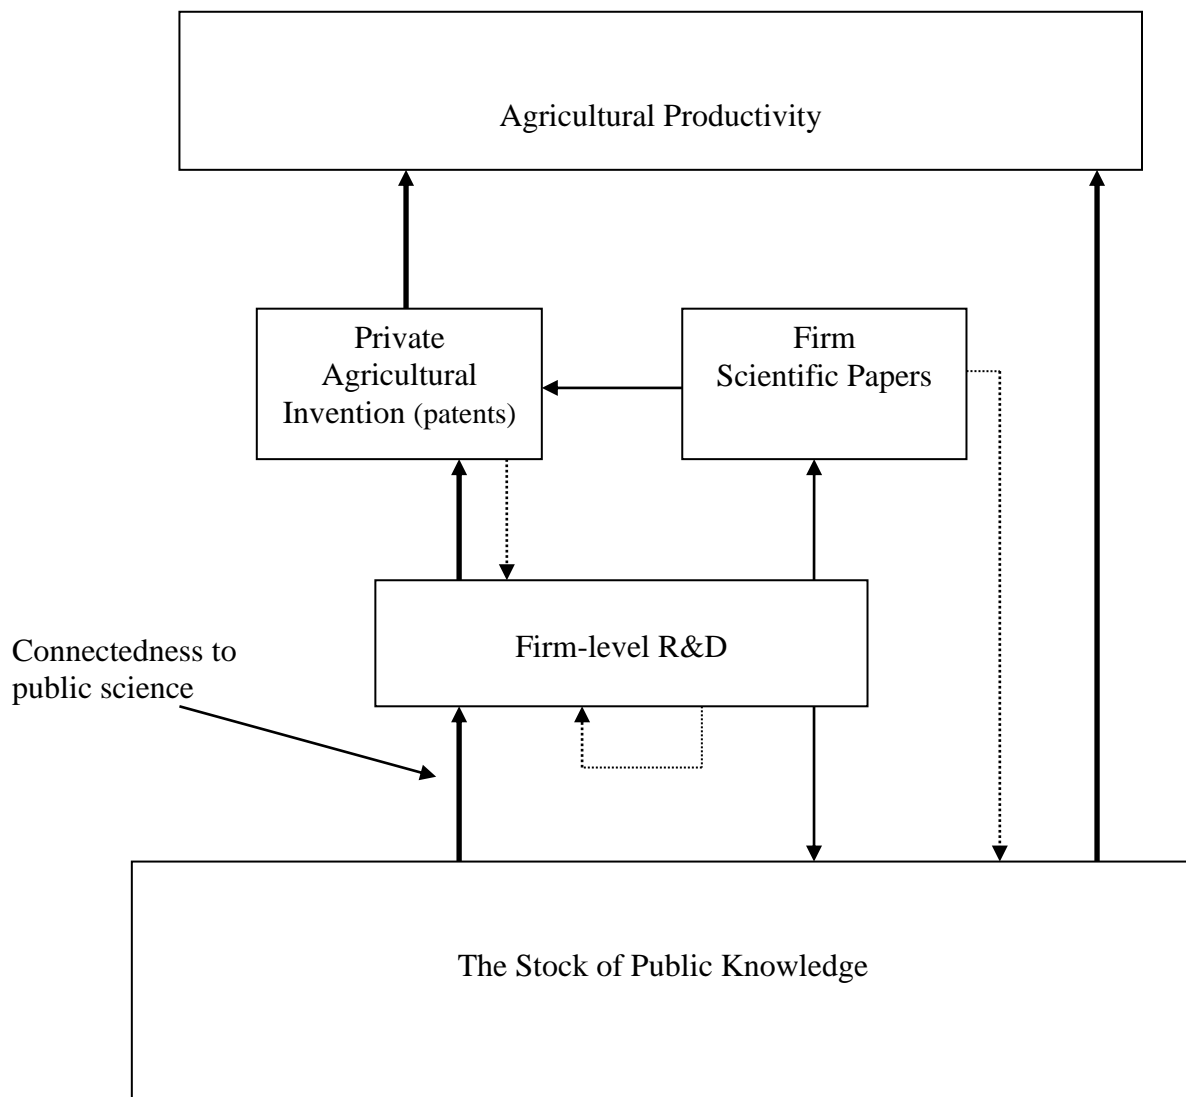 Agricultural Productivity
Private
Agricultural
Invention (patents)
Firm
Scientific Papers
Firm-level R&D
Connectedness to
public science
The Stock of Public Knowledge